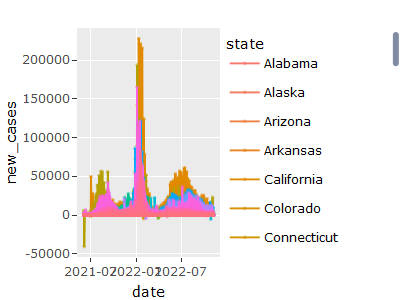 state
Alabama
Alaska
Arizona
Arkansas
California
Colorado
Connecticut
new_cases
200000
150000
100000
50000
0
−50000
2021-07 2022-01 2022-07
date